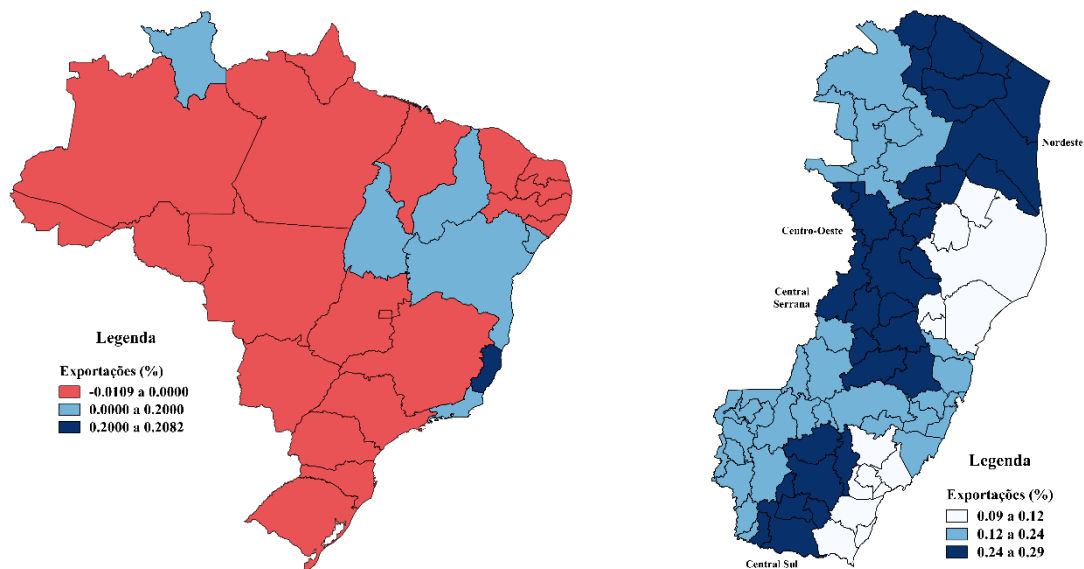 Legenda
Exportações (%)
-0.0109 a 0.0000
0.0000 a 0.2000
0.2000 a 0.2082
Nordeste
Centro-Oeste
Central
Serrana
Central Sul
Legenda
Exportações (%)
0.09 a 0.12
0.12 a 0.24
0.24 a 0.29